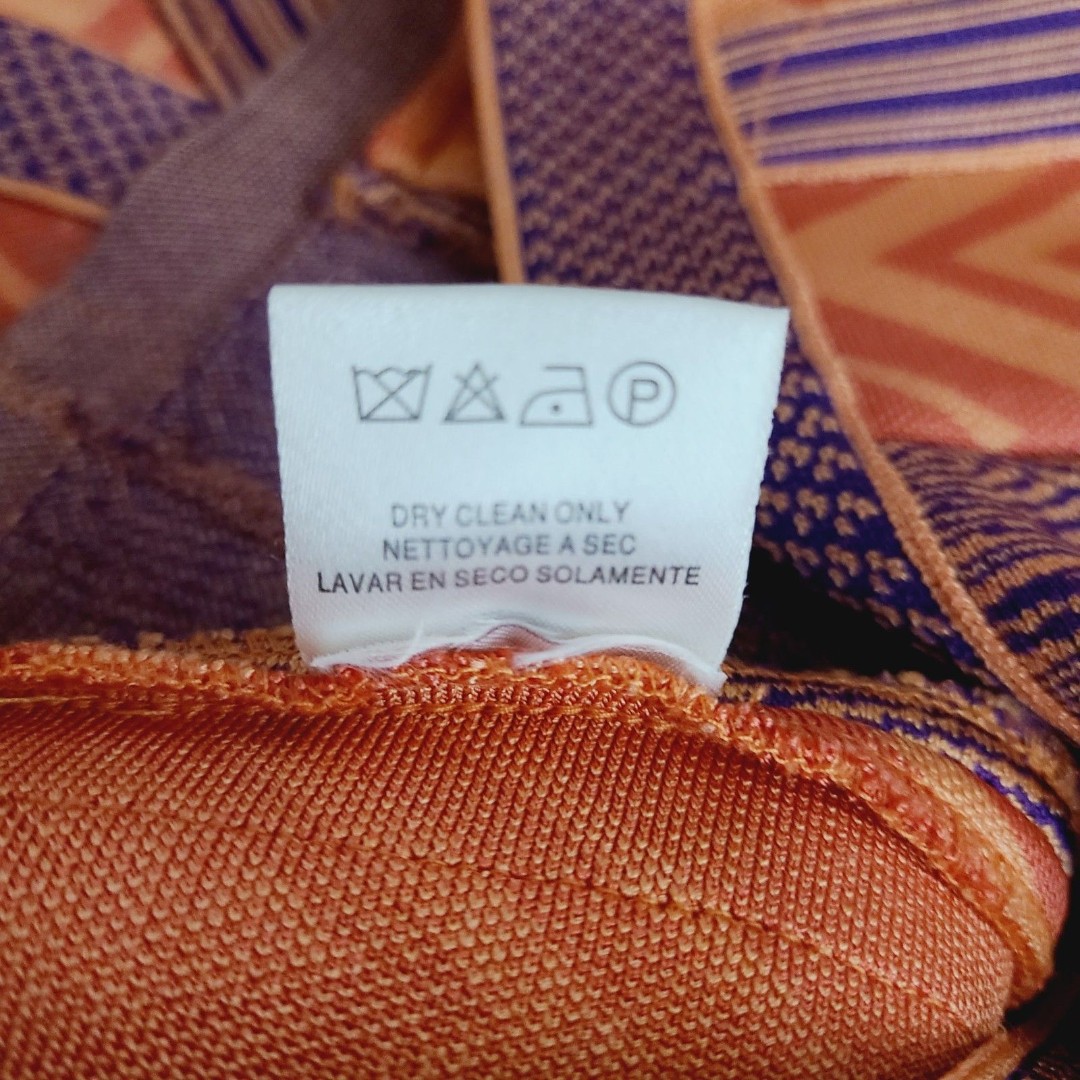 P
DRY CLEAN ONLY
NETTOYAGE A SEC
LAVAR EN SECO SOLAMENTE